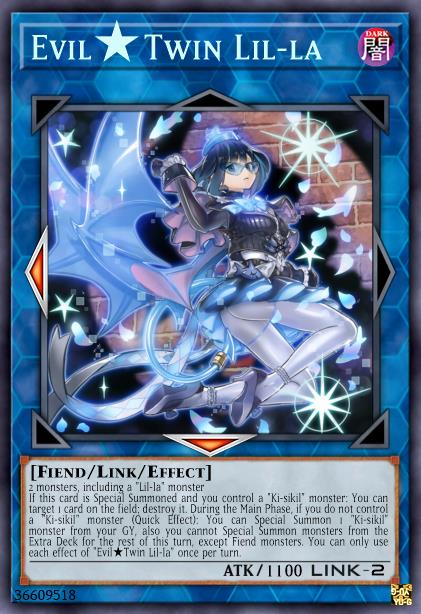 Evil★Twin Lil-la
DARK
闇
[Fiend/Link/Effect]
2 monsters, including a "Lil-la" monster
If this card is Special Summoned and you control a "Ki-sikil" monster: You can
target 1 card on the field; destroy it. During the Main Phase, if you do not control
a "Ki-sikil" monster (Quick Effect): You can Special Summon 1 "Ki-sikil"
monster from your GY, also you cannot Special Summon monsters from the
Extra Deck for the rest of this turn, except Fiend monsters. You can only use
each effect of "Evil★Twin Lil-la" once per turn.
ATK/1100 LINK-2
36609518